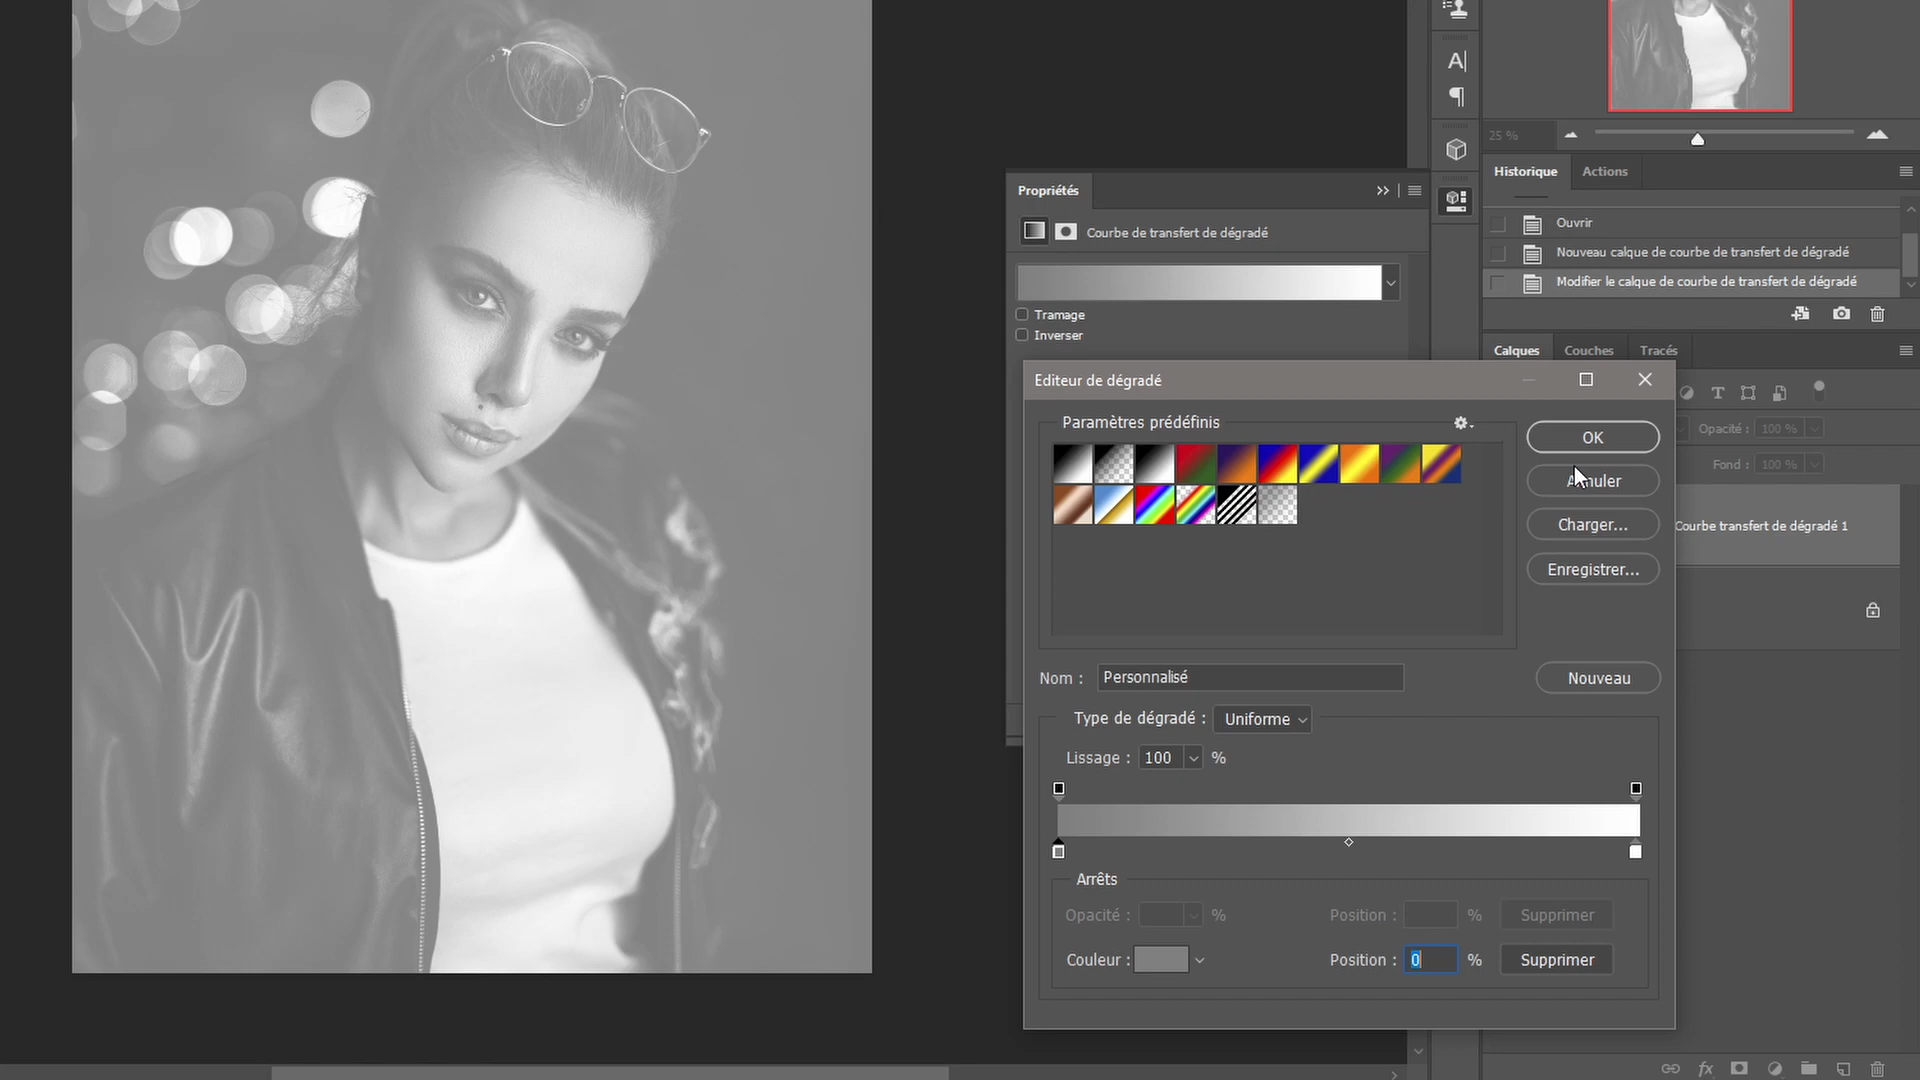 25 %
Historique
Actions
Ouvrir
Nouveau calque de courbe de transfert de dégradé
Modifier le calque de courbe de transfert de dégradé
Calques
Couches
Tracés
Opacité : 100 %
Fond : 100 %
Courbe transfert de dégradé 1
Propriétés
Courbe de transfert de dégradé
Tramage
Inverser
Editeur de dégradé
Paramètres prédéfinis
OK
Charger...
Enregistrer...
Nom : Personnalisé
Nouveau
Type de dégradé : Uniforme
Lissage : 100 %
Arrêts
Opacité : %
Position : %
Supprimer
Couleur :
Position : 0 %
Supprimer